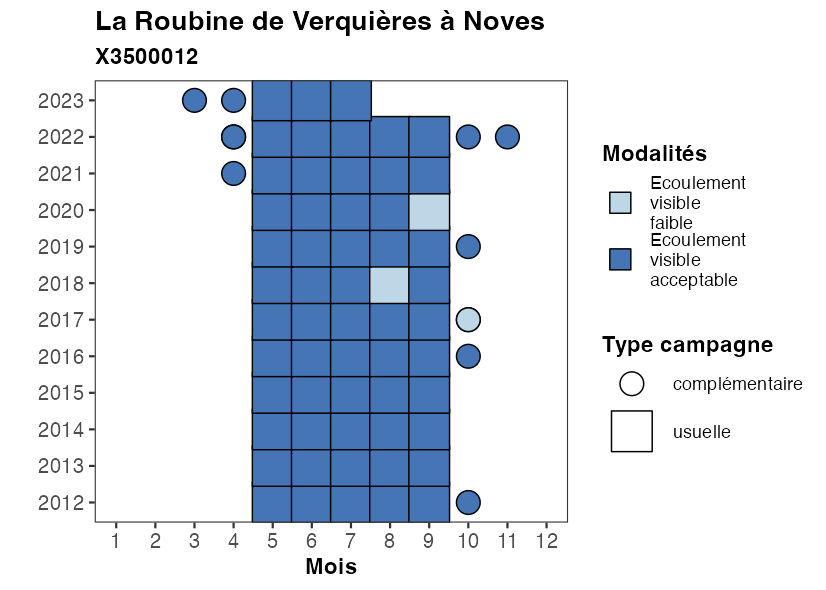 La Roubine de Verquières à Noves
X3500012
2023
2022
2021
2020
2019
2018
2017
2016
2015
2014
2013
2012
1 2 3 4 5 6 7 8 9 10 11 12
Mois
Modalités
Ecoulement
visible
faible
Ecoulement
visible
acceptable
Type campagne
complémentaire
usuelle